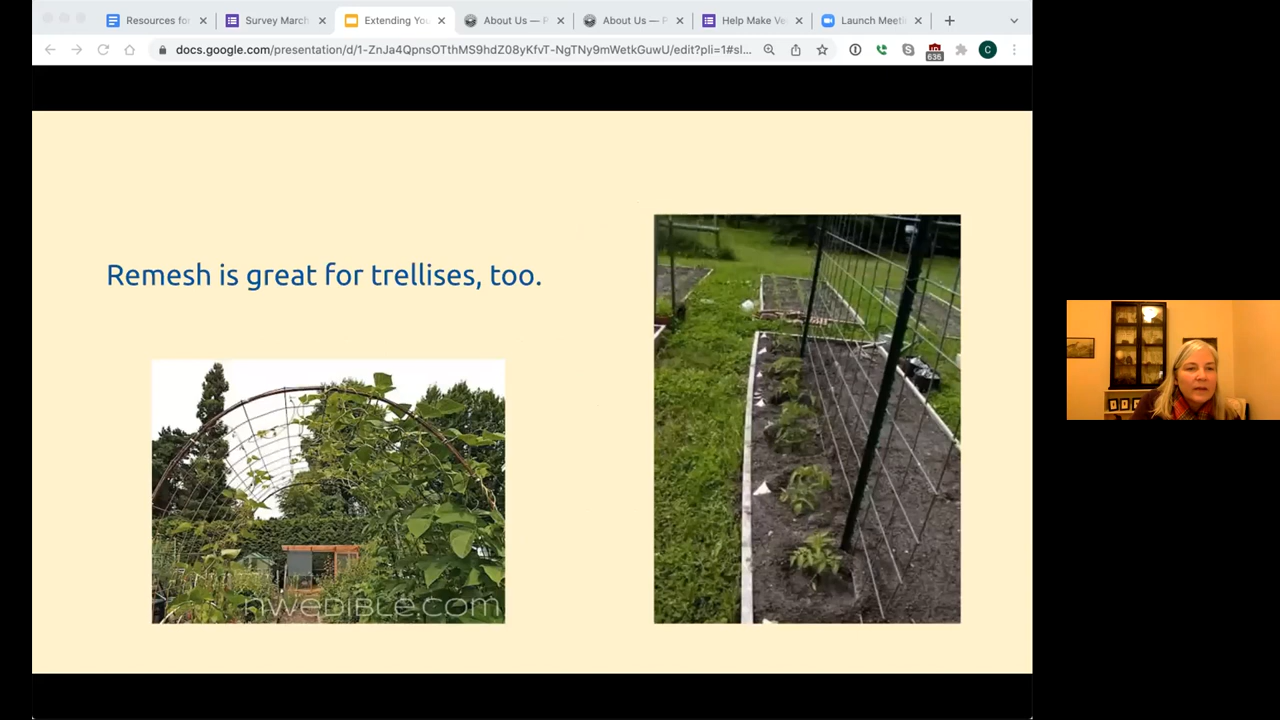 Resources for
Survey March
Extending You
About Us — P
About Us — P
Help Make Ve
Launch Meeti
docs.google.com/presentation/d/1-ZnJa4QpnsOTthMS9hdZ08yKfvT-NgTNy9mWetkGuwU/edit?pli=1#sl...
636
C
Remesh is great for trellises, too.
nwedible.com